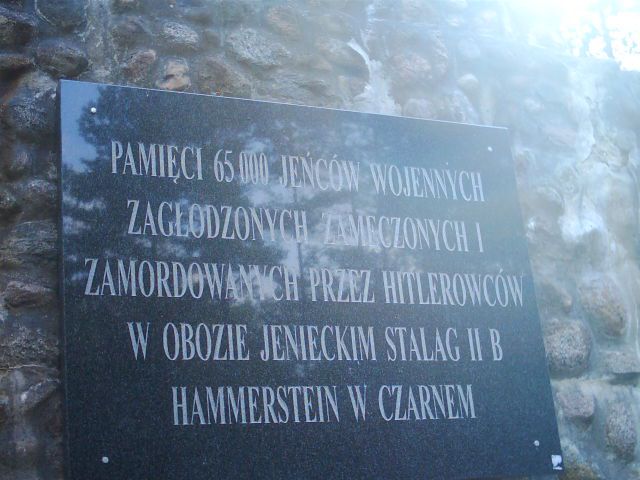 PAMIĘCI 65 000 JEŃCÓW WOJENNYCH
ZAGŁODZONYCH ZAMĘCZONYCH I
ZAMORDOWANYCH PRZEZ HITLEROWCÓW
W OBOZIE JENIECKIM STALAG II B
HAMMERSTEIN W CZARNEM